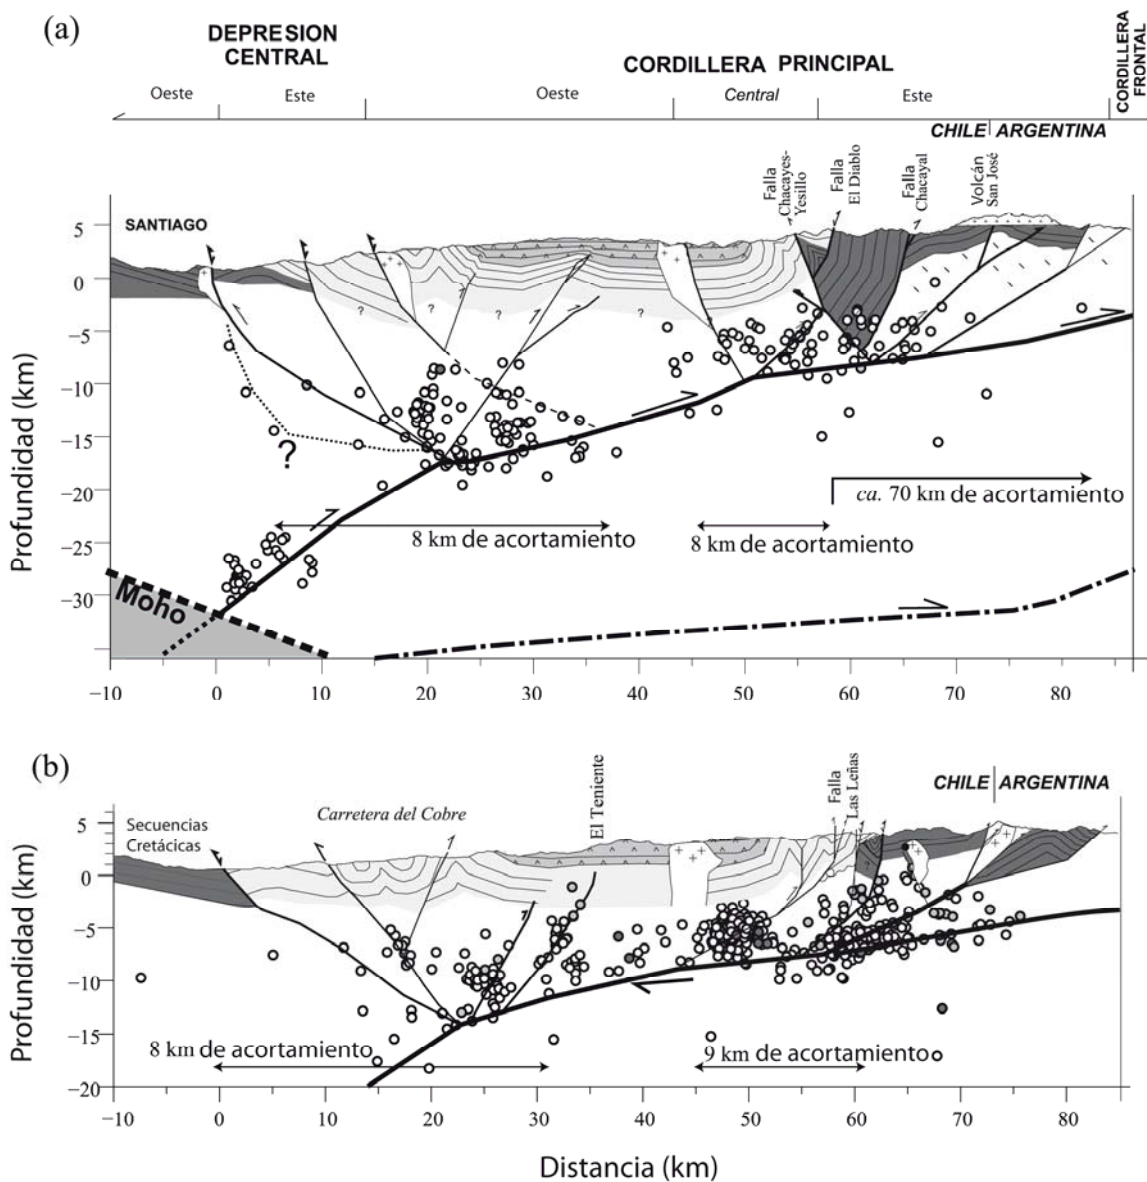 (a)
DEPRESION
CENTRAL
CORDILLERA PRINCIPAL
CORDILLERA
FRONTAL
Oeste
Este
Oeste
Central
Este
CHILE ARGENTINA
SANTIAGO
Falla
Chacayes-
Yesillo
Falla
El Diablo
Falla
Chacayal
Volcán
San José
5
0
−5
−10
−15
−20
−25
−30
Profundidad (km)
?
?
?
?
?
Moho
8 km de acortamiento
8 km de acortamiento
ca. 70 km de acortamiento
−10
0
10
20
30
40
50
60
70
80
(b)
Secuencias
Cretácicas
Carretera del Cobre
El Teniente
Falla
Las Leñas
CHILE ARGENTINA
5
0
−5
−10
−15
−20
Profundidad (km)
8 km de acortamiento
9 km de acortamiento
−10
0
10
20
30
40
50
60
70
80
Distancia (km)